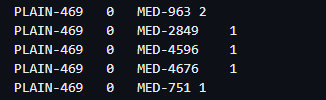 PLAIN-469 0 MED-963 2
PLAIN-469 0 MED-2849 1
PLAIN-469 0 MED-4596 1
PLAIN-469 0 MED-4676 1
PLAIN-469 0 MED-751 1